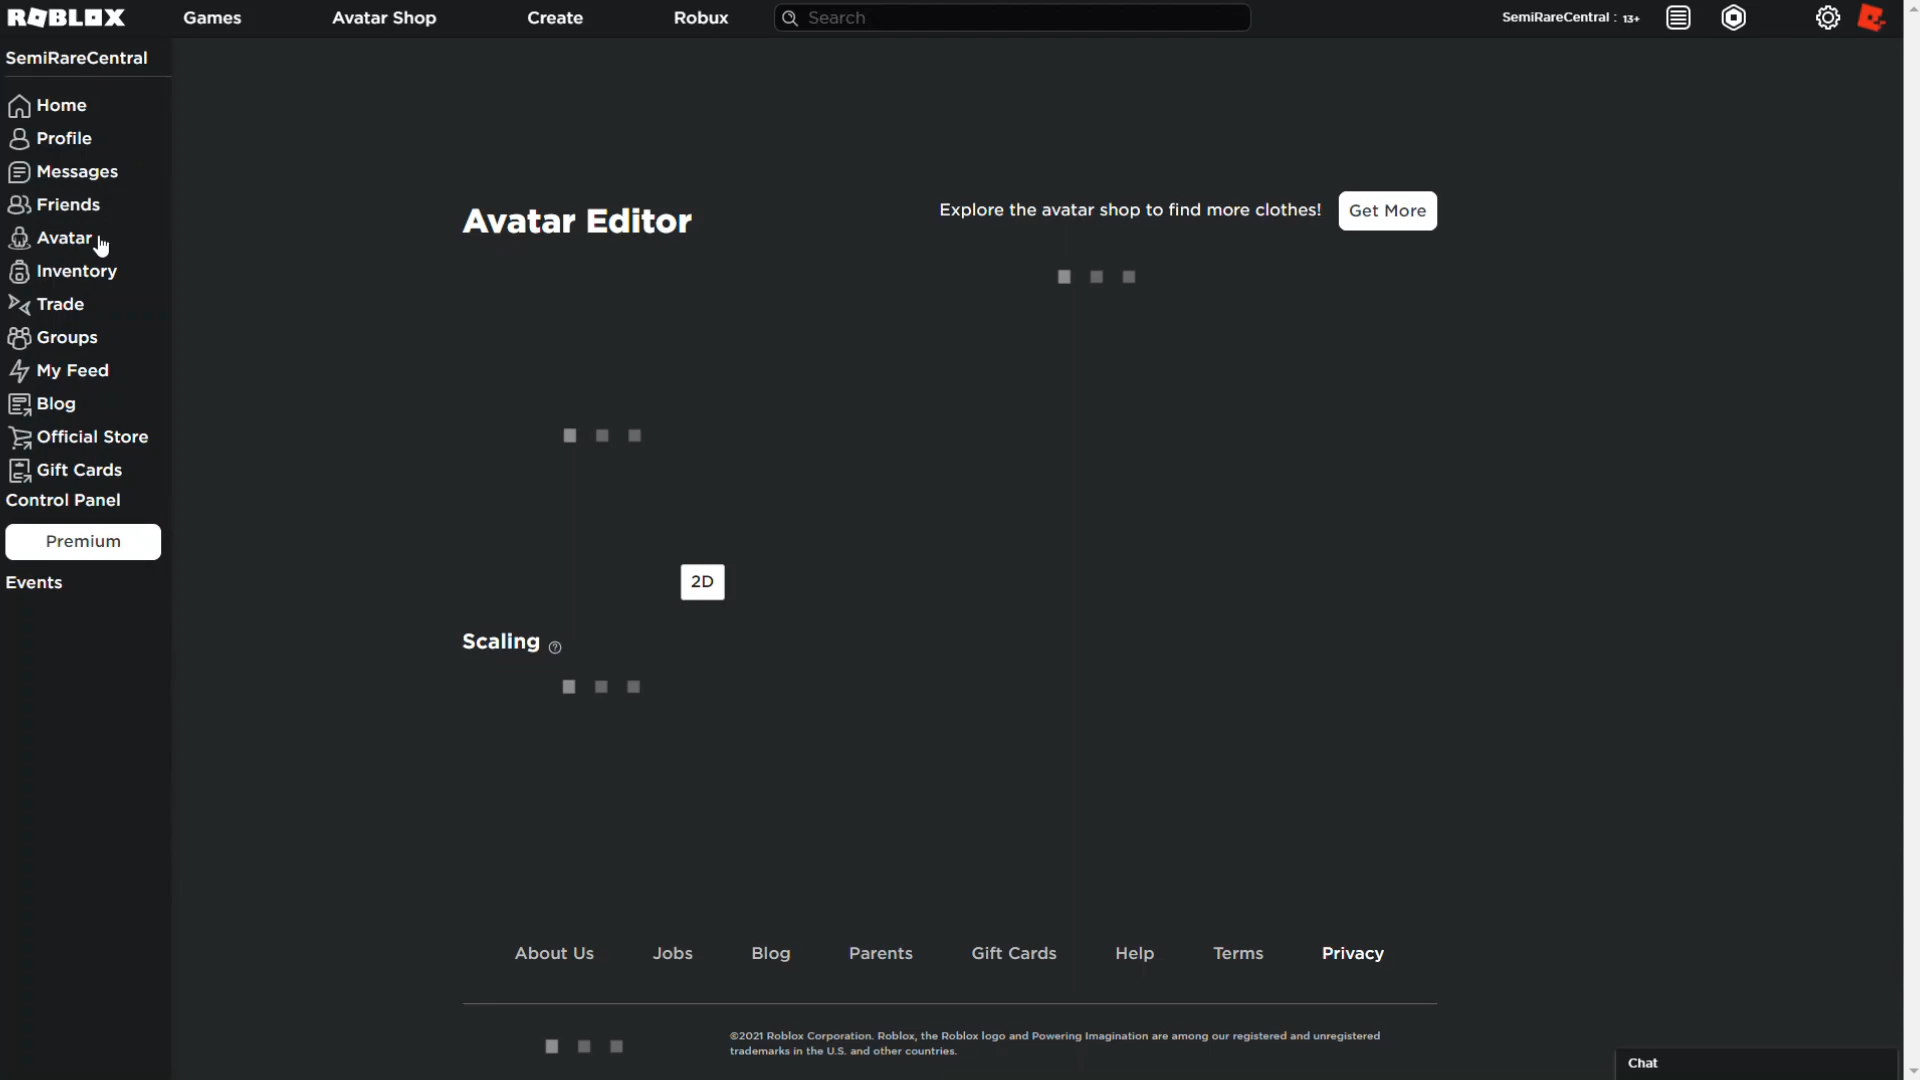 ROBLOX
Games
Avatar Shop
Create
Robux
Search
SemiRareCentral : 13+
SemiRareCentral
Home
Profile
Messages
Friends
Avatar
Inventory
Trade
Groups
My Feed
Blog
Official Store
Gift Cards
Control Panel
Premium
Events
Avatar Editor
Explore the avatar shop to find more clothes!
Get More
2D
Scaling ?
About Us
Jobs
Blog
Parents
Gift Cards
Help
Terms
Privacy
©2021 Roblox Corporation. Roblox, the Roblox logo and Powering Imagination are among our registered and unregistered
trademarks in the U.S. and other countries.
Chat